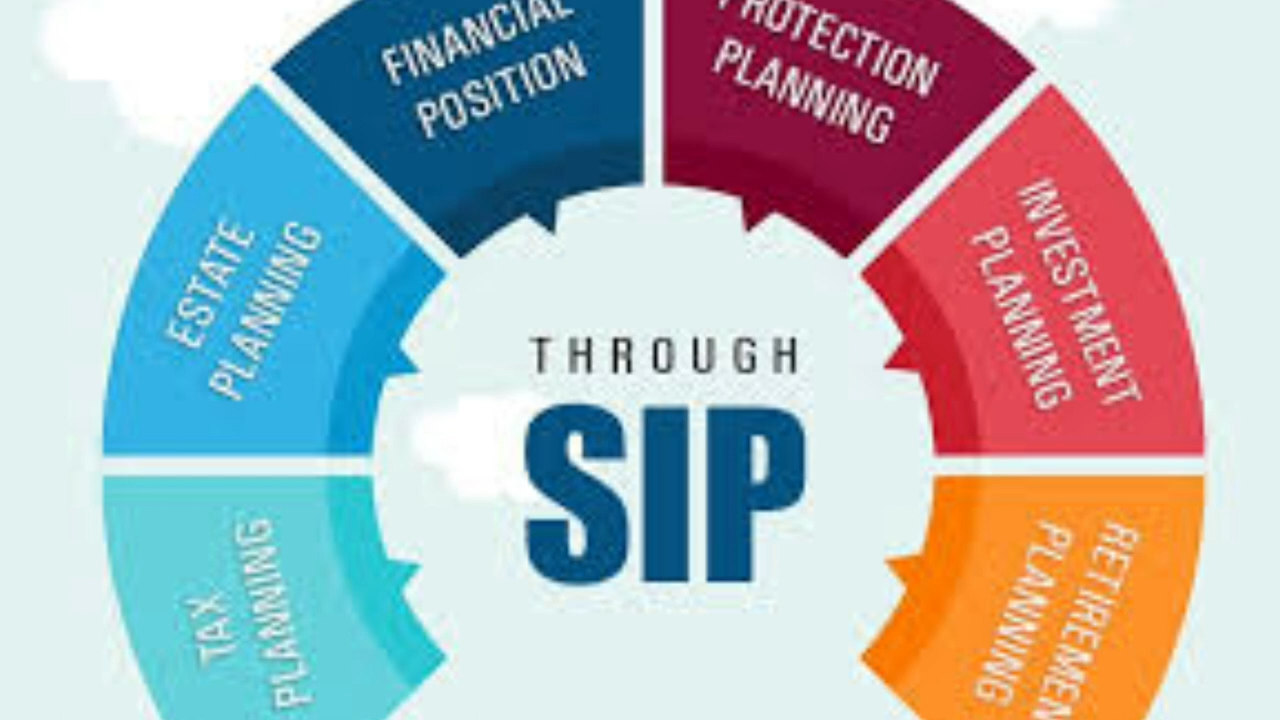 FINANCIAL
POSITION
PROTECTION
PLANNING
INVESTMENT
PLANNING
RETIREMEN
PLANNING
TAX
PLANNING
ESTATE
PLANNING
THROUGH
SIP